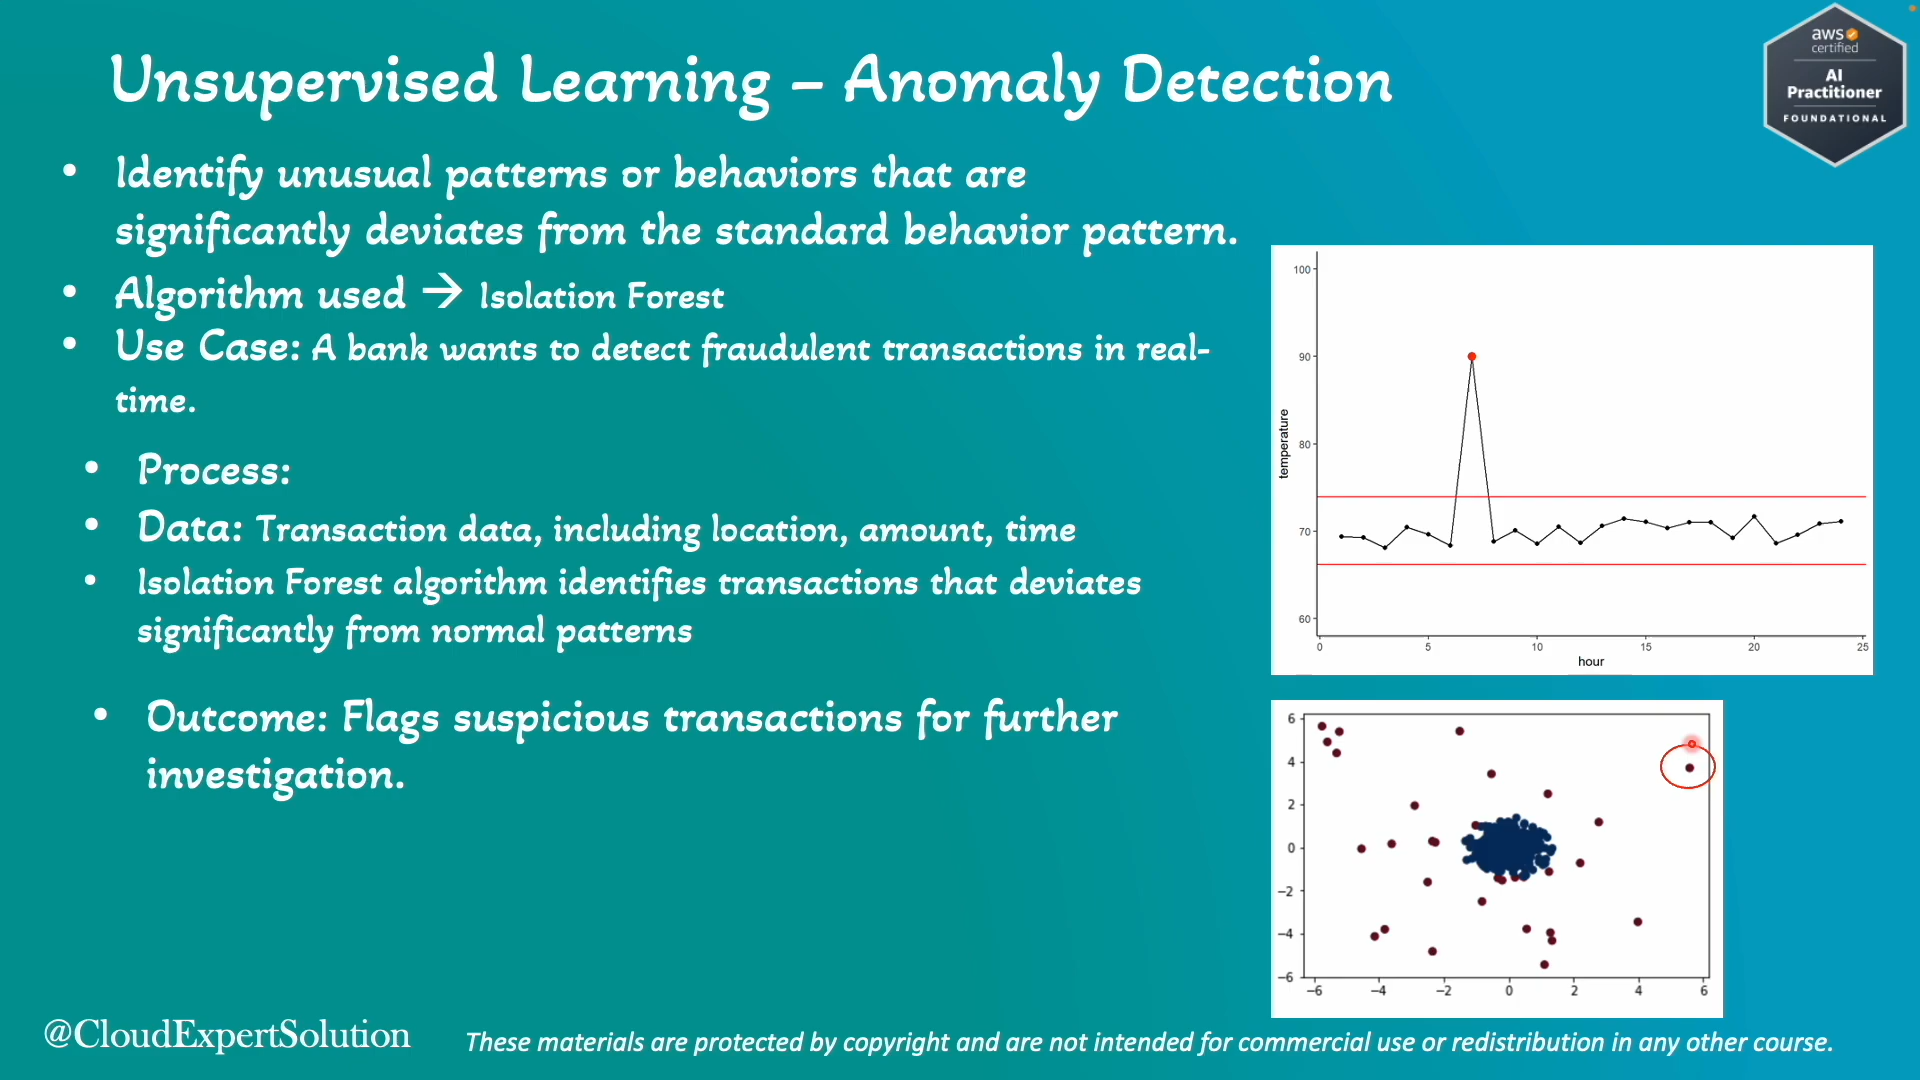 Unsupervised Learning – Anomaly Detection
aws
certified
AI
Practitioner
FOUNDATIONAL
• Identify unusual patterns or behaviors that are
significantly deviates from the standard behavior pattern.
• Algorithm used → Isolation Forest
• Use Case: A bank wants to detect fraudulent transactions in real-
time.
• Process:
• Data: Transaction data, including location, amount, time
• Isolation Forest algorithm identifies transactions that deviates
significantly from normal patterns
• Outcome: Flags suspicious transactions for further
investigation.
100
90
80
70
60
temperature
0 5 10 15 20 25
hour
6
4
2
0
−2
−4
−6
−6 −4 −2 0 2 4 6
@CloudExpertSolution
These materials are protected by copyright and are not intended for commercial use or redistribution in any other course.